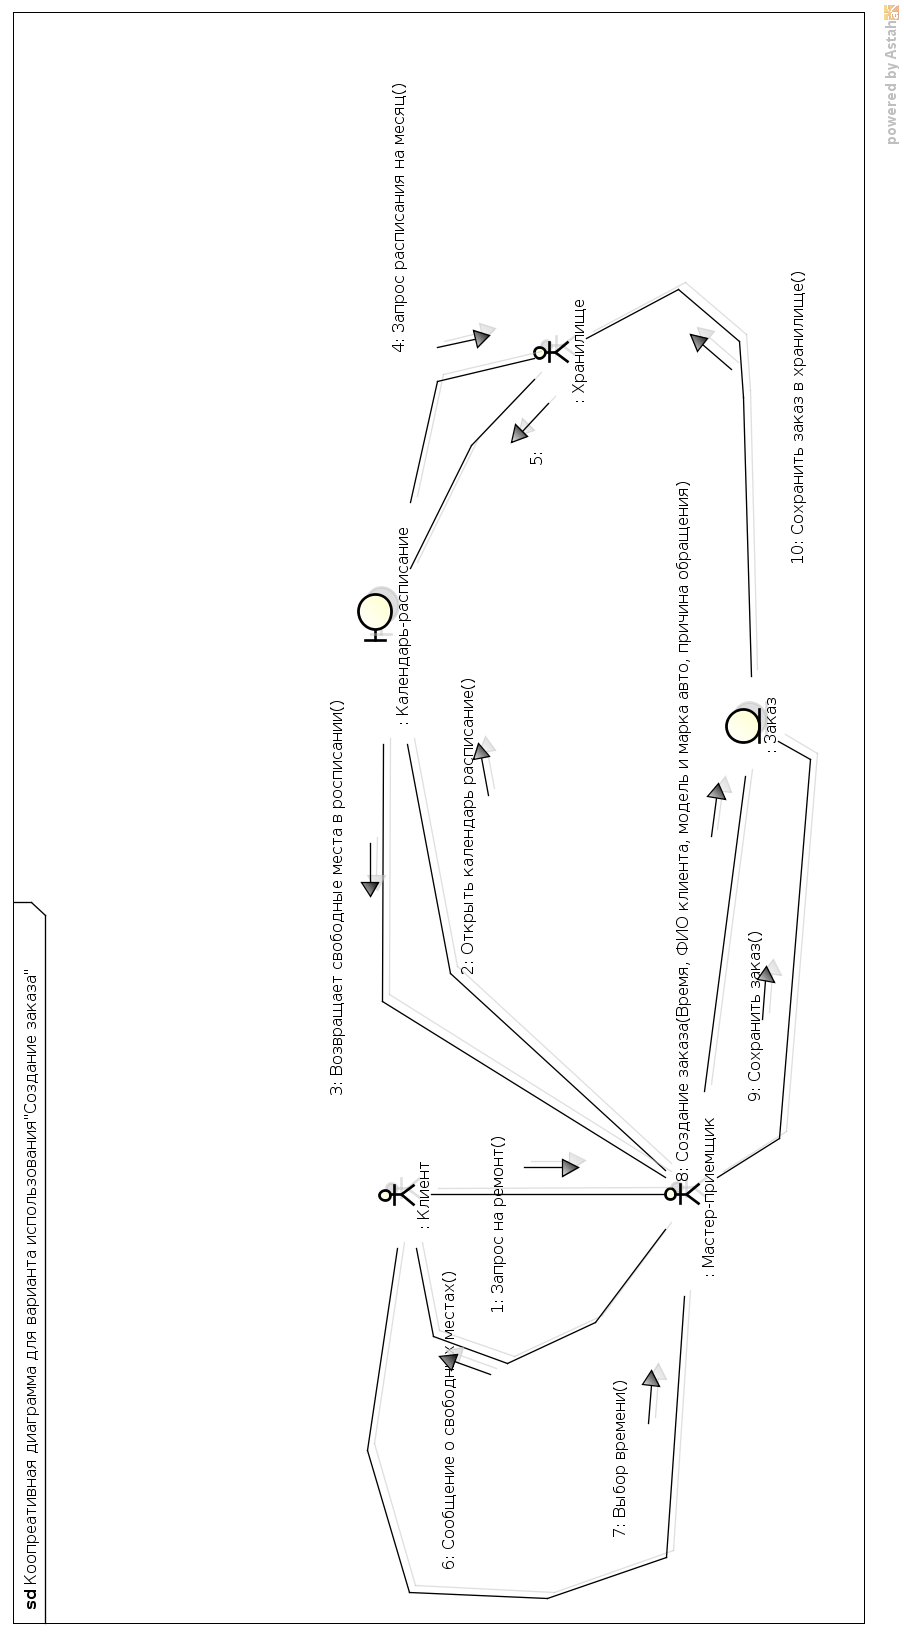 sd Коопреативная диаграмма для варианта использования"Создание заказа"
3: Возвращает свободные места в росписании()
4: Запрос расписания на месяц()
: Календарь-расписание
: Клиент
6: Сообщение о свободных местах()
2: Открыть календарь расписание()
1: Запрос на ремонт()
5:
: Хранилище
7: Выбор времени()
8: Создание заказа(Время, ФИО клиента, модель и марка авто, причина обращения)
: Мастер-приемщик
9: Сохранить заказ()
: Заказ
10: Сохранить заказ в хранилище()
powered by Astah